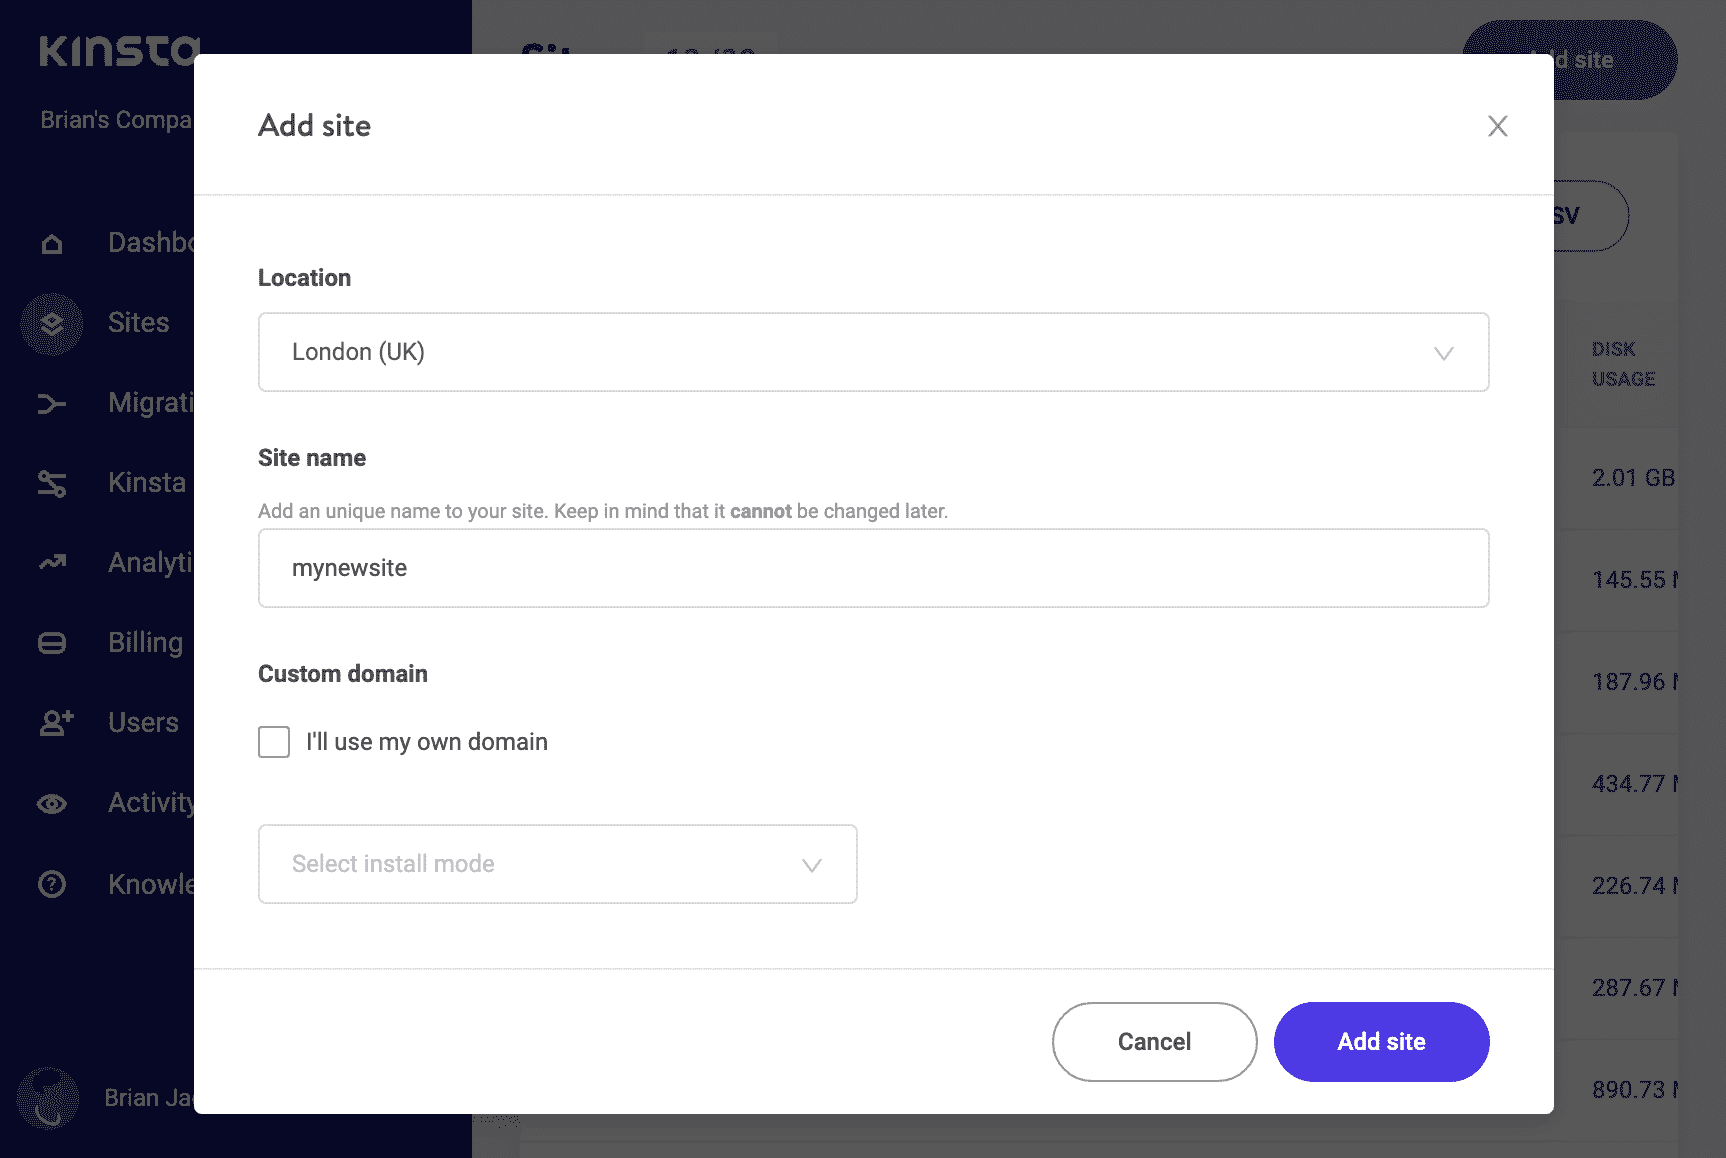 Kinsta
Brian's Compa
Add site
d site
SV
Dashbo
Sites
Migrati
Kinsta
Analyti
Billing
Users
Activity
Knowle
Brian Ja
Location
London (UK)
Site name
Add an unique name to your site. Keep in mind that it cannot be changed later.
mynewsite
Custom domain
I'll use my own domain
Select install mode
Cancel
Add site
DISK
USAGE
2.01 GB
145.55
187.96
434.77
226.74
287.67
890.73